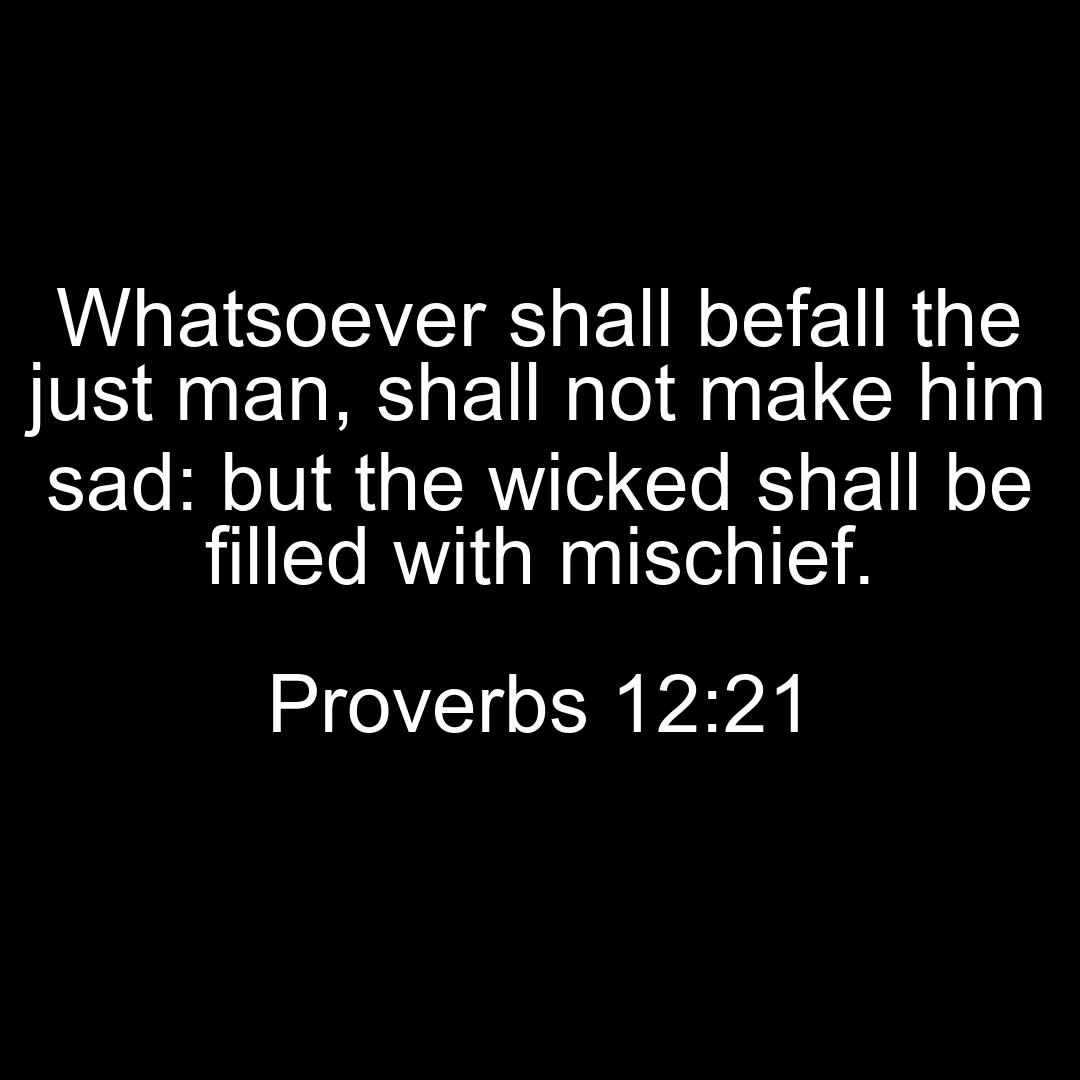 Whatsoever shall befall the
just man, shall not make him
sad: but the wicked shall be
filled with mischief.
Proverbs 12:21